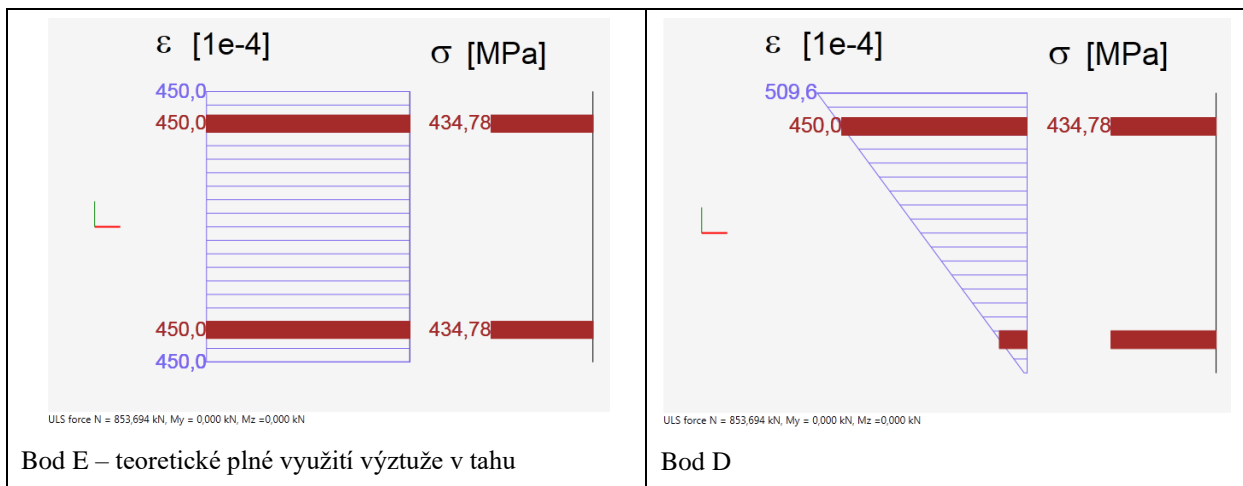 ε [1e-4]
σ [MPa]
450,0
450,0
434,78
450,0
434,78
450,0
ULS force N = 853,694 kN, My = 0,000 kN, Mz =0,000 kN
Bod E – teoretické plné využití výztuže v tahu
ε [1e-4]
σ [MPa]
509,6
450,0
434,78
ULS force N = 853,694 kN, My = 0,000 kN, Mz =0,000 kN
Bod D